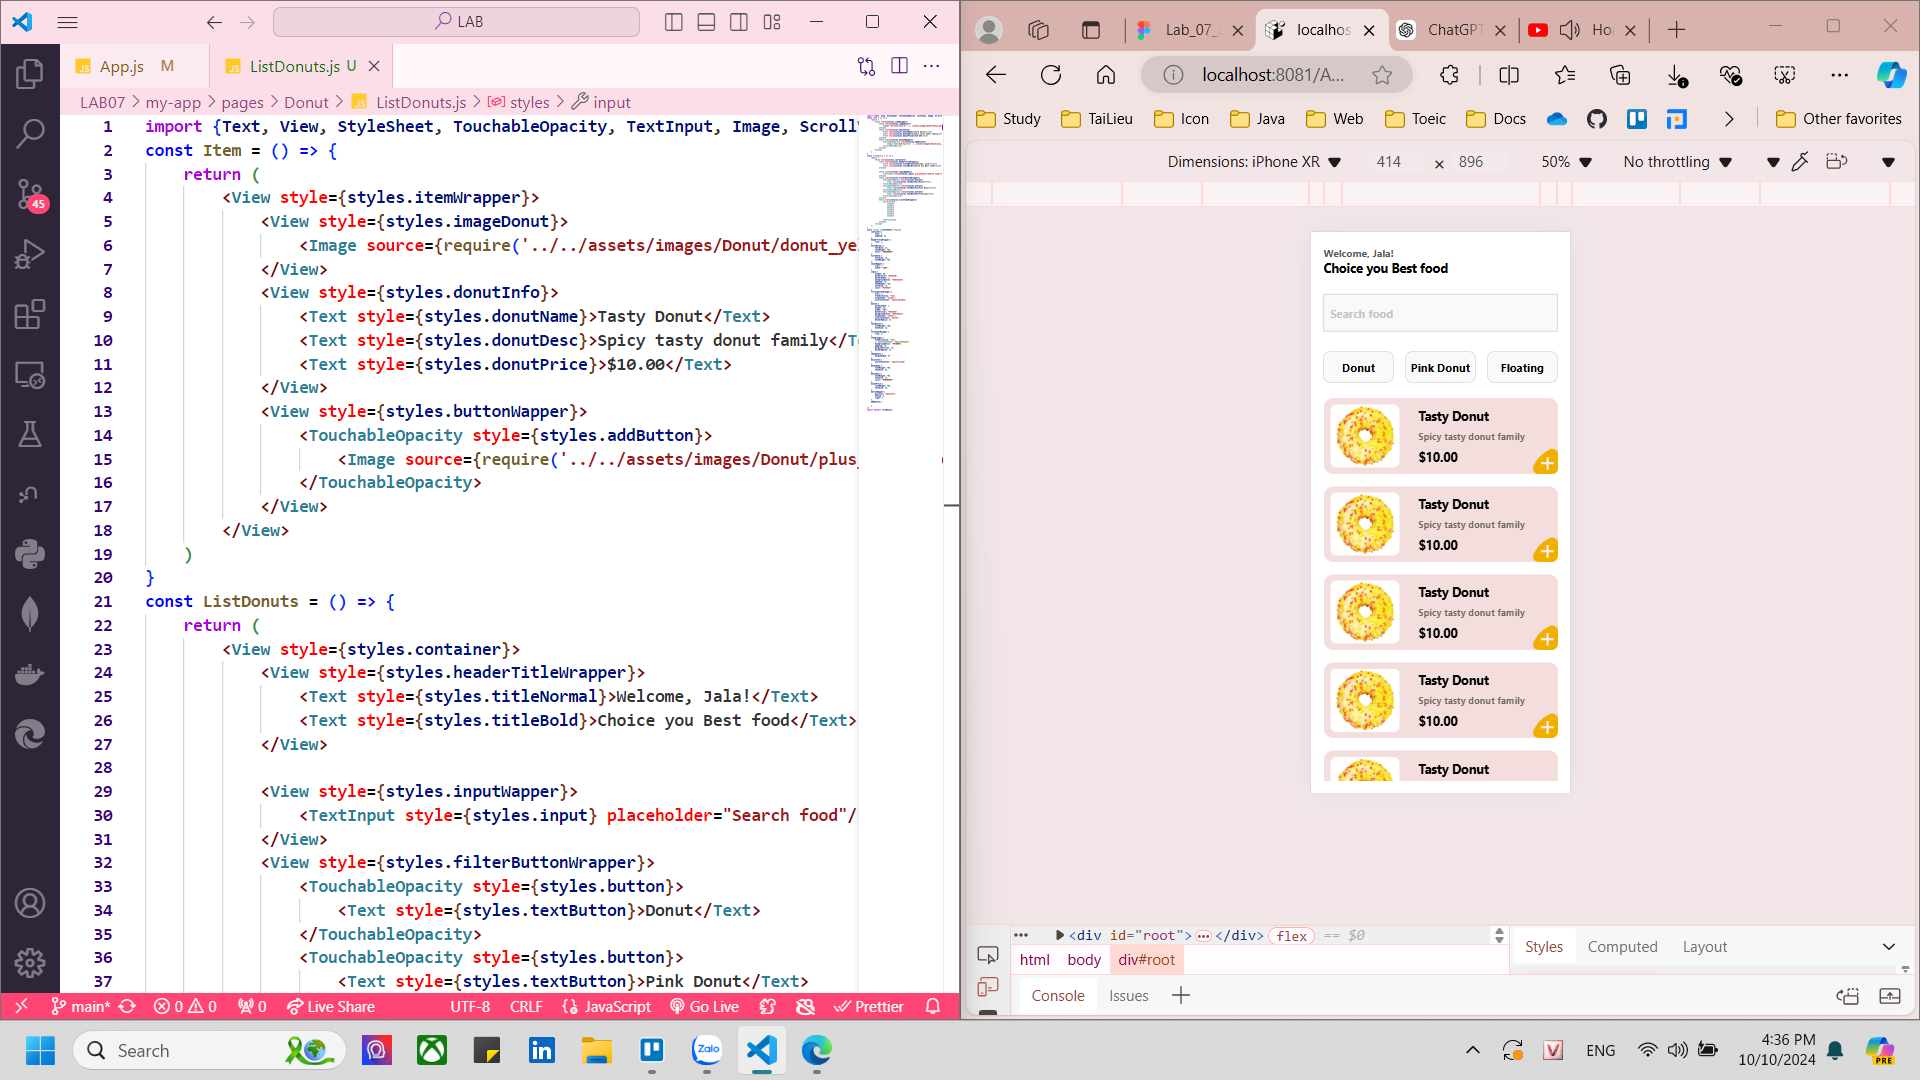 LAB
App.js M
ListDonuts.js U
LAB07 > my-app > pages > Donut > ListDonuts.js > styles > input
1 import {Text, View, StyleSheet, TouchableOpacity, TextInput, Image, Scroll
2 const Item = () => {
3 return (
4 <View style={styles.itemWrapper}>
5 <View style={styles.imageDonut}>
6 <Image source={require('../../assets/images/Donut/donut_ye
7 </View>
8 <View style={styles.donutInfo}>
9 <Text style={styles.donutName}>Tasty Donut</Text>
10 <Text style={styles.donutDesc}>Spicy tasty donut family</T
11 <Text style={styles.donutPrice}>$10.00</Text>
12 </View>
13 <View style={styles.buttonWapper}>
14 <TouchableOpacity style={styles.addButton}>
15 <Image source={require('../../assets/images/Donut/plus_
16 </TouchableOpacity>
17 </View>
18 </View>
19 )
20 }
21 const ListDonuts = () => {
22 return (
23 <View style={styles.container}>
24 <View style={styles.headerTitleWrapper}>
25 <Text style={styles.titleNormal}>Welcome, Jala!</Text>
26 <Text style={styles.titleBold}>Choice you Best food</Text>
27 </View>
28
29 <View style={styles.inputWapper}>
30 <TextInput style={styles.input} placeholder="Search food"/
31 </View>
32 <View style={styles.filterButtonWrapper}>
33 <TouchableOpacity style={styles.button}>
34 <Text style={styles.textButton}>Donut</Text>
35 </TouchableOpacity>
36 <TouchableOpacity style={styles.button}>
37 <Text style={styles.textButton}>Pink Donut</Text>
45
main* 0 0 0 Live Share UTF-8 CRLF {} JavaScript Go Live Prettier
Lab_07_ localhos ChatGPT Ho
localhost:8081/A...
Study TaiLieu Icon Java Web Toeic Docs Other favorites
Dimensions: iPhone XR 414 × 896 50% No throttling
Welcome, Jala!
Choice you Best food
Search food
Donut Pink Donut Floating
Tasty Donut
Spicy tasty donut family
$10.00
Tasty Donut
Spicy tasty donut family
$10.00
Tasty Donut
Spicy tasty donut family
$10.00
Tasty Donut
Spicy tasty donut family
$10.00
Tasty Donut
<div id="root"> </div> flex == $0
html body div#root
Styles Computed Layout
Console Issues
Search
Zalo
PRE
ENG
4:36 PM
10/10/2024